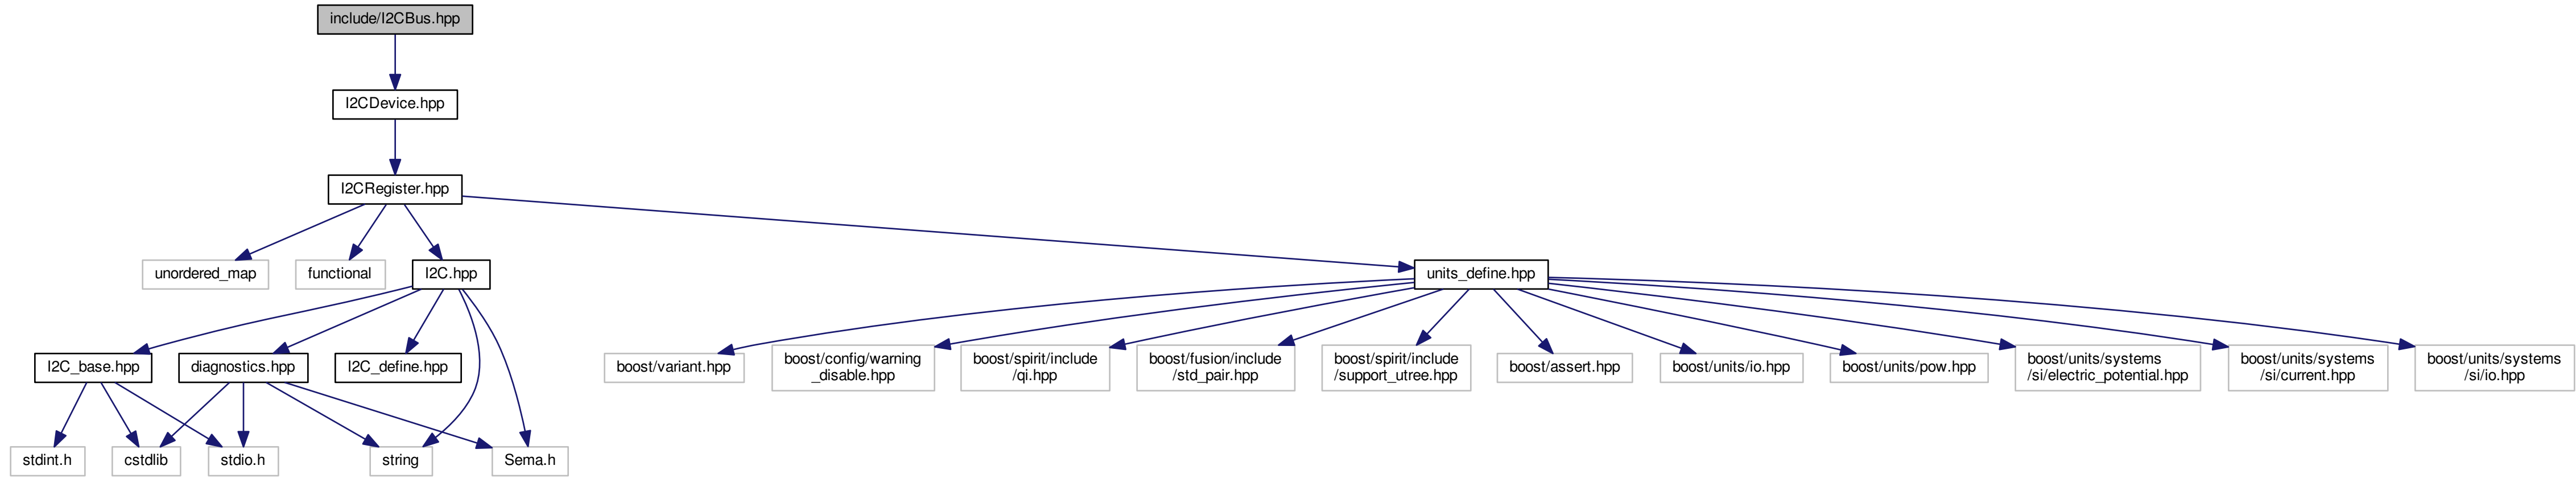 include/I2CBus.hpp
I2CDevice.hpp
I2CRegister.hpp
unordered_map
functional
I2C.hpp
units_define.hpp
I2C_base.hpp
diagnostics.hpp
I2C_define.hpp
boost/variant.hpp
boost/config/warning
_disable.hpp
boost/spirit/include
/qi.hpp
boost/fusion/include
/std_pair.hpp
boost/spirit/include
/support_utree.hpp
boost/assert.hpp
boost/units/io.hpp
boost/units/pow.hpp
boost/units/systems
/si/electric_potential.hpp
boost/units/systems
/si/current.hpp
boost/units/systems
/si/io.hpp
stdint.h
cstdlib
stdio.h
string
Sema.h